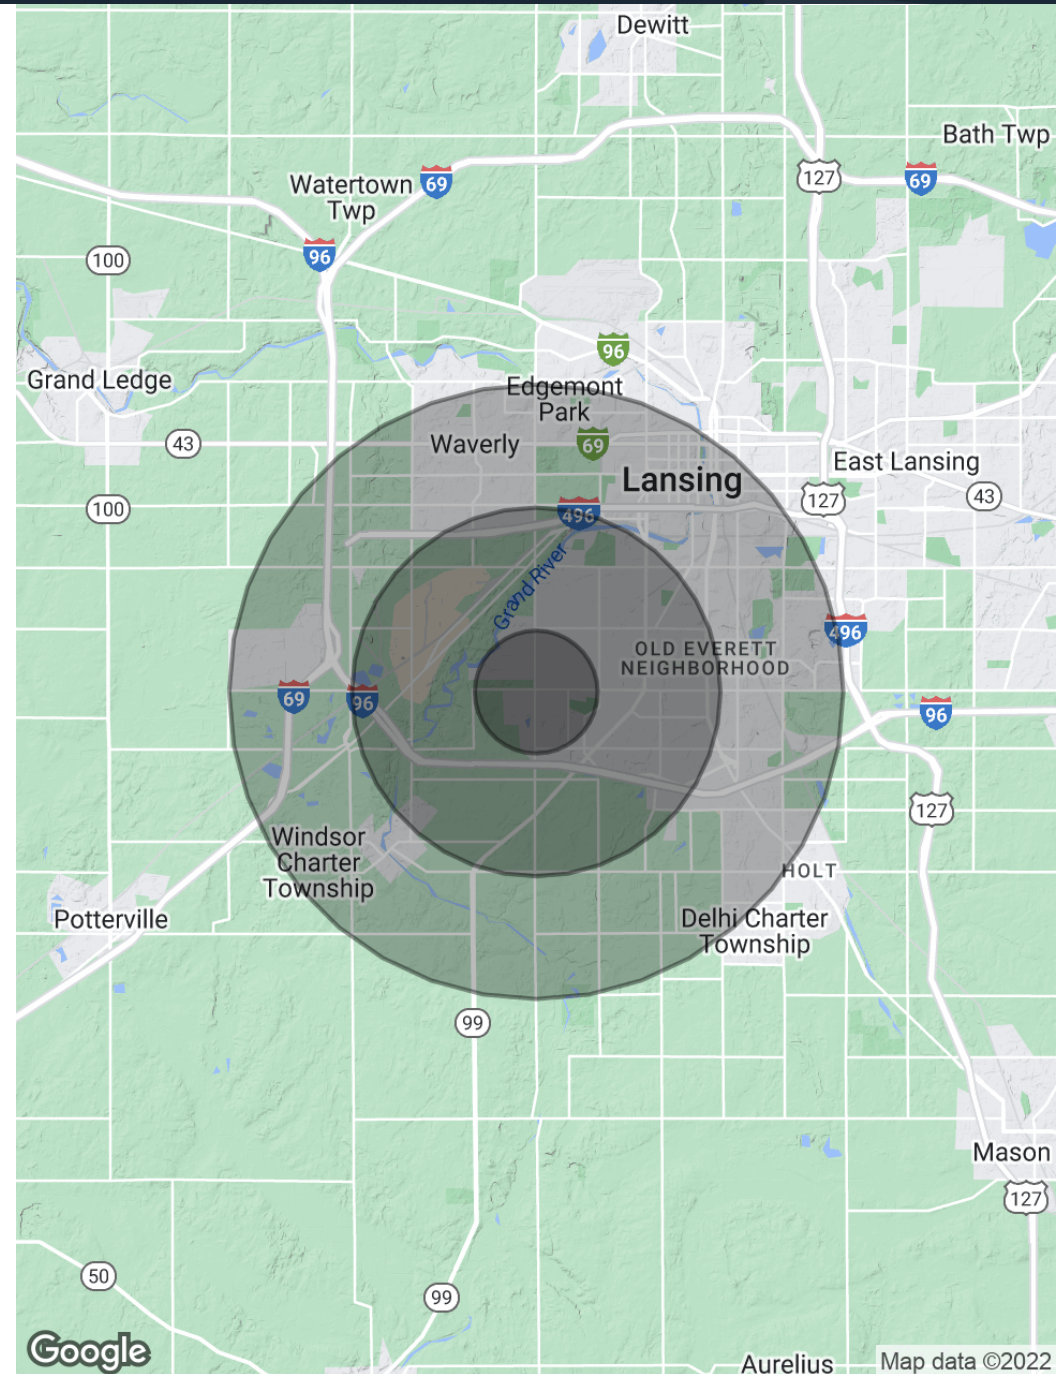 Dewitt
Bath Twp
127
69
Watertown
Twp
69
96
100
96
Grand Ledge
Edgemont
Park
43
Waverly
69
East Lansing
Lansing
127
43
100
496
Grand River
496
OLD EVERETT
NEIGHBORHOOD
69
96
96
127
Windsor
Charter
Township
HOLT
Potterville
Delhi Charter
Township
99
Mason
127
50
99
Google
Aurelius
Map data ©2022